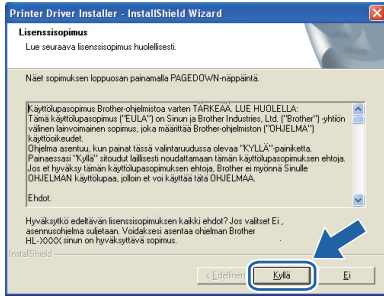 Printer Driver Installer - InstallShield Wizard
Lisenssisopimus
Lue seuraava lisenssisopimus huolellisesti.
Näet sopimuksen loppuosan painamalla PAGEDOWN-näppäintä.
Käyttölupasopimus Brother-ohjelmistoa varten TÄRKEÄÄ. LUE HUOLELLA:
Tämä käyttölupasopimus ("EULA") on Sinun ja Brother Industries, Ltd. ("Brother") -yhtiön
välinen lainvoimainen sopimus, joka määrittää Brother-ohjelmiston ("OHJELMA")
käyttöoikeudet.
Ohjelma asentuu, kun painat tässä valintaruudussa olevaa "KYLLÄ"-painiketta.
Painaessasi "Kyllä" sitoudut laillisesti noudattamaan tämän käyttölupasopimuksen ehtoja.
Jos et hyväksy tämän käyttölupasopimuksen ehtoja, Brother ei myönnä Sinulle
OHJELMAN käyttölupaa, jolloin et voi käyttää tätä OHJELMAA.
Ehdot.
Hyväksytkö edeltävän lisenssisopimuksen kaikki ehdot? Jos valitset Ei ,
asennusohjelma suljetaan. Voidaksesi asentaa ohjelman Brother
HL-XXXX sinun on hyväksyttävä sopimus.
InstallShield
< Edellinen Kyllä Ei